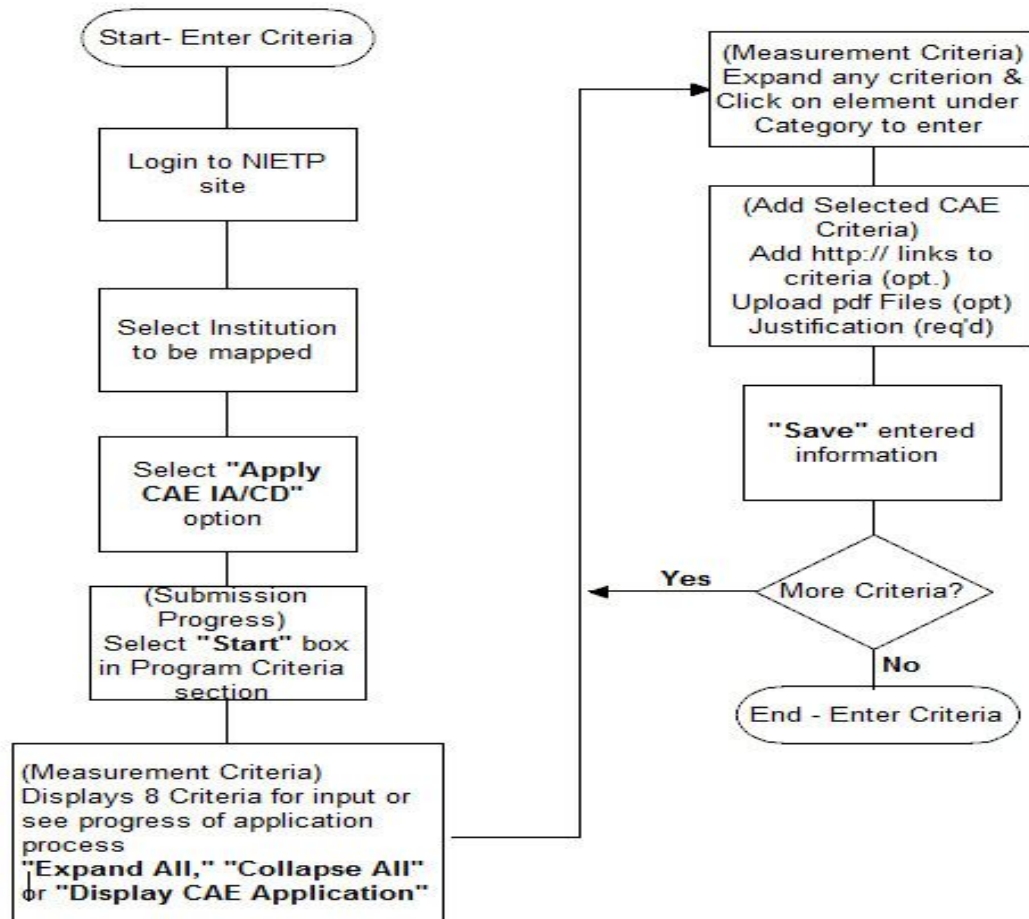 Start- Enter Criteria
Login to NIETP
site
Select Institution
to be mapped
Select "Apply
CAE IA/CD"
option
(Submission
Progress)
Select "Start" box
in Program Criteria
section
(Measurement Criteria)
Displays 8 Criteria for input or
see progress of application
process
"Expand All," "Collapse All"
or "Display CAE Application"
(Measurement Criteria)
Expand any criterion &
Click on element under
Category to enter
(Add Selected CAE
Criteria)
Add http:// links to
criteria (opt.)
Upload pdf Files (opt)
Justification (req'd)
"Save" entered
information
More Criteria?
Yes
No
End - Enter Criteria